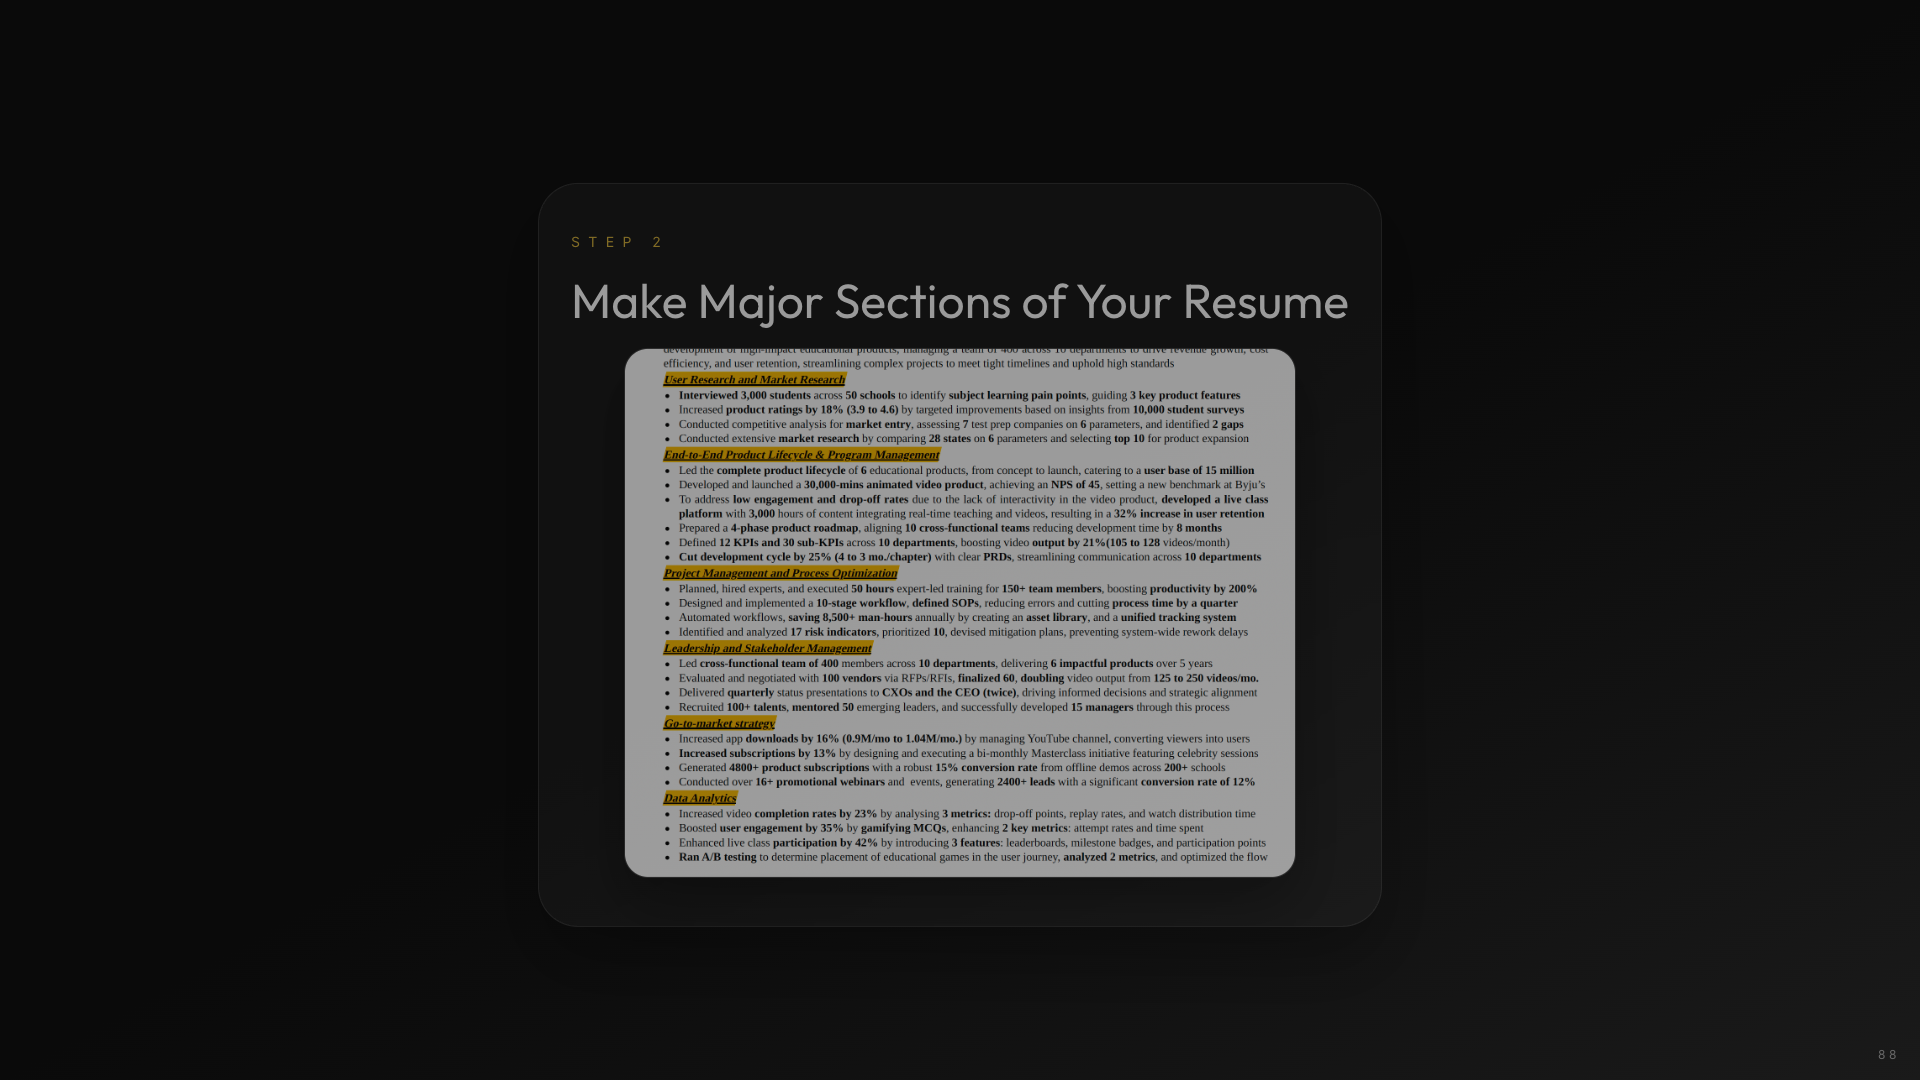 STEP 2
Make Major Sections of Your Resume
development of high-impact educational products, managing a team of 400 across 10 departments to drive revenue growth, cost
efficiency, and user retention, streamlining complex projects to meet tight timelines and uphold high standards
User Research and Market Research
• Interviewed 3,000 students across 50 schools to identify subject learning pain points, guiding 3 key product features
• Increased product ratings by 18% (3.9 to 4.6) by targeted improvements based on insights from 10,000 student surveys
• Conducted competitive analysis for market entry, assessing 7 test prep companies on 6 parameters, and identified 2 gaps
• Conducted extensive market research by comparing 28 states on 6 parameters and selecting top 10 for product expansion
End-to-End Product Lifecycle & Program Management
• Led the complete product lifecycle of 6 educational products, from concept to launch, catering to a user base of 15 million
• Developed and launched a 30,000-mins animated video product, achieving an NPS of 45, setting a new benchmark at Byju's
• To address low engagement and drop-off rates due to the lack of interactivity in the video product, developed a live class
platform with 3,000 hours of content integrating real-time teaching and videos, resulting in a 32% increase in user retention
• Prepared a 4-phase product roadmap, aligning 10 cross-functional teams reducing development time by 8 months
• Defined 12 KPIs and 30 sub-KPIs across 10 departments, boosting video output by 21%(105 to 128 videos/month)
• Cut development cycle by 25% (4 to 3 mo./chapter) with clear PRDs, streamlining communication across 10 departments
Project Management and Process Optimization
• Planned, hired experts, and executed 50 hours expert-led training for 150+ team members, boosting productivity by 200%
• Designed and implemented a 10-stage workflow, defined SOPs, reducing errors and cutting process time by a quarter
• Automated workflows, saving 8,500+ man-hours annually by creating an asset library, and a unified tracking system
• Identified and analyzed 17 risk indicators, prioritized 10, devised mitigation plans, preventing system-wide rework delays
Leadership and Stakeholder Management
• Led cross-functional team of 400 members across 10 departments, delivering 6 impactful products over 5 years
• Evaluated and negotiated with 100 vendors via RFPs/RFIs, finalized 60, doubling video output from 125 to 250 videos/mo.
• Delivered quarterly status presentations to CXOs and the CEO (twice), driving informed decisions and strategic alignment
• Recruited 100+ talents, mentored 50 emerging leaders, and successfully developed 15 managers through this process
Go-to-market strategy
• Increased app downloads by 16% (0.9M/mo to 1.04M/mo.) by managing YouTube channel, converting viewers into users
• Increased subscriptions by 13% by designing and executing a bi-monthly Masterclass initiative featuring celebrity sessions
• Generated 4800+ product subscriptions with a robust 15% conversion rate from offline demos across 200+ schools
• Conducted over 16+ promotional webinars and events, generating 2400+ leads with a significant conversion rate of 12%
Data Analytics
• Increased video completion rates by 23% by analysing 3 metrics: drop-off points, replay rates, and watch distribution time
• Boosted user engagement by 35% by gamifying MCQs, enhancing 2 key metrics: attempt rates and time spent
• Enhanced live class participation by 42% by introducing 3 features: leaderboards, milestone badges, and participation points
• Ran A/B testing to determine placement of educational games in the user journey, analyzed 2 metrics, and optimized the flow
88